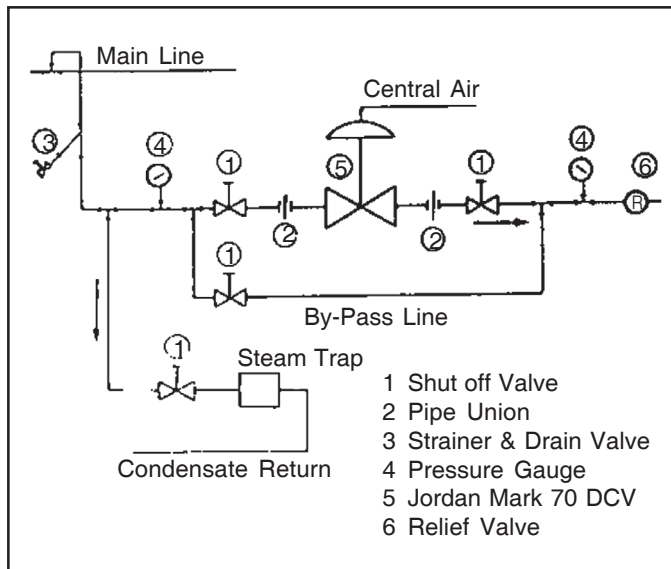 Main Line
Central Air
3
4
1
5
1
4
6
R
2
2
1
By-Pass Line
1
Steam Trap
Condensate Return
1 Shut off Valve
2 Pipe Union
3 Strainer & Drain Valve
4 Pressure Gauge
5 Jordan Mark 70 DCV
6 Relief Valve